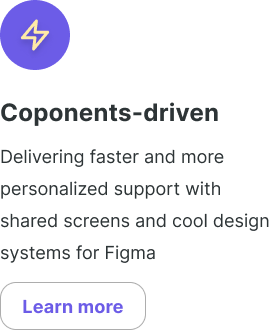 Coponents-driven
Delivering faster and more
personalized support with
shared screens and cool design
systems for Figma
Learn more